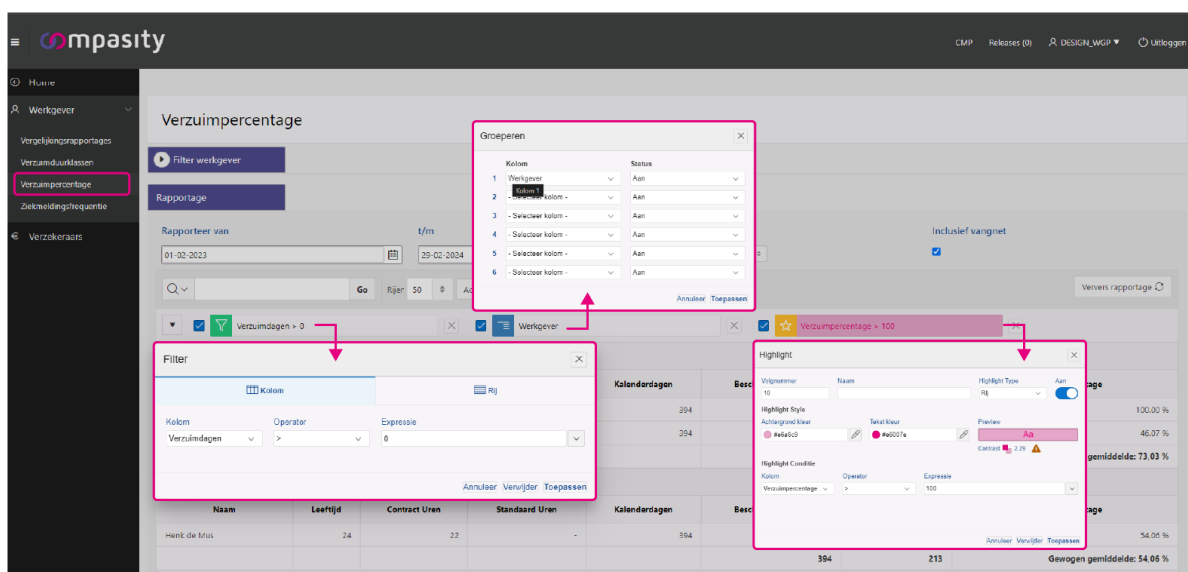 compasity
CMP Releases (0) DESIGN_WGP Uitloggen
Home
Werkgever
Vergelijkingsrapportages
Verzuimduurklassen
Verzuimpercentage
Ziekmeldingsfrequentie
Verzekeraars
Verzuimpercentage
Filter werkgever
Rapportage
Rapporteer van t/m Inclusief vangnet
01-02-2023 29-02-2024
Go Rijen 50 Ververs rapportage
Verzuimdagen > 0 Werkgever Verzuimpercentage > 100
Groeperen
Kolom Status
1 Werkgever Aan
Kolom 1
2 - Selecteer kolom - Aan
3 - Selecteer kolom - Aan
4 - Selecteer kolom - Aan
5 - Selecteer kolom - Aan
6 - Selecteer kolom - Aan
Annuleer Toepassen
Filter
Kolom Rij
Kolom Operator Expressie
Verzuimdagen > 0
Annuleer Verwijder Toepassen
Highlight
Volgnummer Naam Highlight Type Aan
10 Rij
Highlight Style
Achtergrond kleur Tekst kleur Preview
#e6a6c9 #e6007e Aa
Contrast 2.29
Highlight Conditie
Kolom Operator Expressie
Verzuimpercentage > 100
Annuleer Verwijder Toepassen
Kalenderdagen
394 100.00 %
394 46.07 %
gemiddelde: 73,03 %
Naam Leeftijd Contract Uren Standaard Uren Kalenderdagen
Henk de Mus 24 22 - 394 54.06 %
394 213 Gewogen gemiddelde: 54,06 %